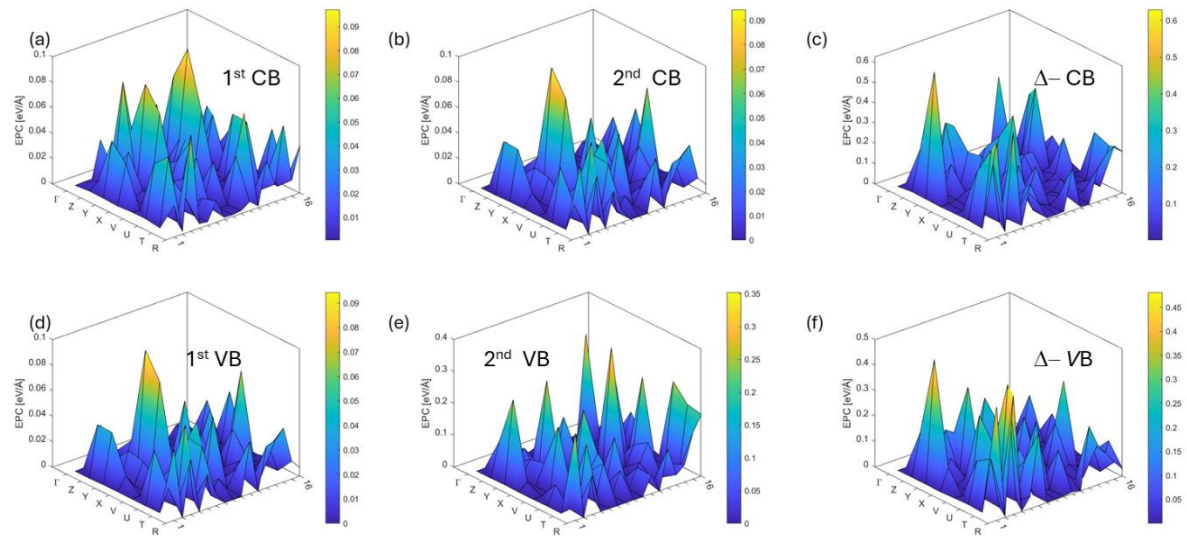 (a)
1st CB
EPC [eV/Å]
0.1
0.08
0.06
0.04
0.02
0
Γ
Z
Y
X
V
U
T
R
1
16
0.09
0.08
0.07
0.06
0.05
0.04
0.03
0.02
0.01
(b)
2nd CB
EPC [eV/Å]
0.1
0.08
0.06
0.04
0.02
0
Γ
Z
Y
X
V
U
T
R
1
16
0.09
0.08
0.07
0.06
0.05
0.04
0.03
0.02
0.01
0
(c)
Δ– CB
EPC [eV/Å]
0.6
0.5
0.4
0.3
0.2
0.1
0
Γ
Z
Y
X
V
U
T
R
1
16
0.6
0.5
0.4
0.3
0.2
0.1
(d)
1st VB
EPC [eV/Å]
0.1
0.08
0.06
0.04
0.02
0
Γ
Z
Y
X
V
U
T
R
1
16
0.09
0.08
0.07
0.06
0.05
0.04
0.03
0.02
0.01
0
(e)
2nd VB
EPC [eV/Å]
0.4
0.3
0.2
0.1
0
Γ
Z
Y
X
V
U
T
R
1
16
0.35
0.3
0.25
0.2
0.15
0.1
0.05
0
(f)
Δ– VB
EPC [eV/Å]
0.5
0.4
0.3
0.2
0.1
0
Γ
Z
Y
X
V
U
T
R
1
16
0.45
0.4
0.35
0.3
0.25
0.2
0.15
0.1
0.05